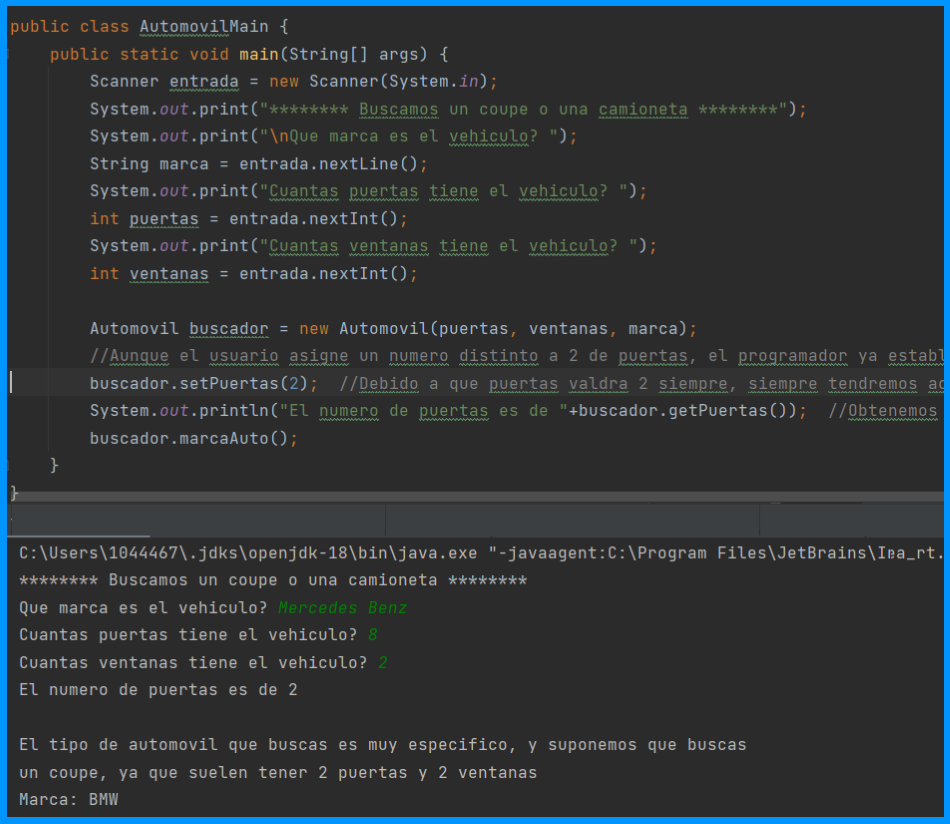 public class AutomovilMain {
public static void main(String[] args) {
Scanner entrada = new Scanner(System.in);
System.out.print("******** Buscamos un coupe o una camioneta ********");
System.out.print("\nQue marca es el vehiculo? ");
String marca = entrada.nextLine();
System.out.print("Cuantas puertas tiene el vehiculo? ");
int puertas = entrada.nextInt();
System.out.print("Cuantas ventanas tiene el vehiculo? ");
int ventanas = entrada.nextInt();
Automovil buscador = new Automovil(puertas, ventanas, marca);
//Aunque el usuario asigne un numero distinto a 2 de puertas, el programador ya establ
buscador.setPuertas(2);  //Debido a que puertas valdra 2 siempre, siempre tendremos
System.out.println("El numero de puertas es de "+buscador.getPuertas());  //Obtenemos
buscador.marcaAuto();
}
}
C:\Users\1044467\.jdks\openjdk-18\bin\java.exe "-javaagent:C:\Program Files\JetBrains\
******** Buscamos un coupe o una camioneta ********
Que marca es el vehiculo? Mercedes Benz
Cuantas puertas tiene el vehiculo? 8
Cuantas ventanas tiene el vehiculo? 2
El numero de puertas es de 2
El tipo de automovil que buscas es muy especifico, y suponemos que buscas
un coupe, ya que suelen tener 2 puertas y 2 ventanas
Marca: BMW